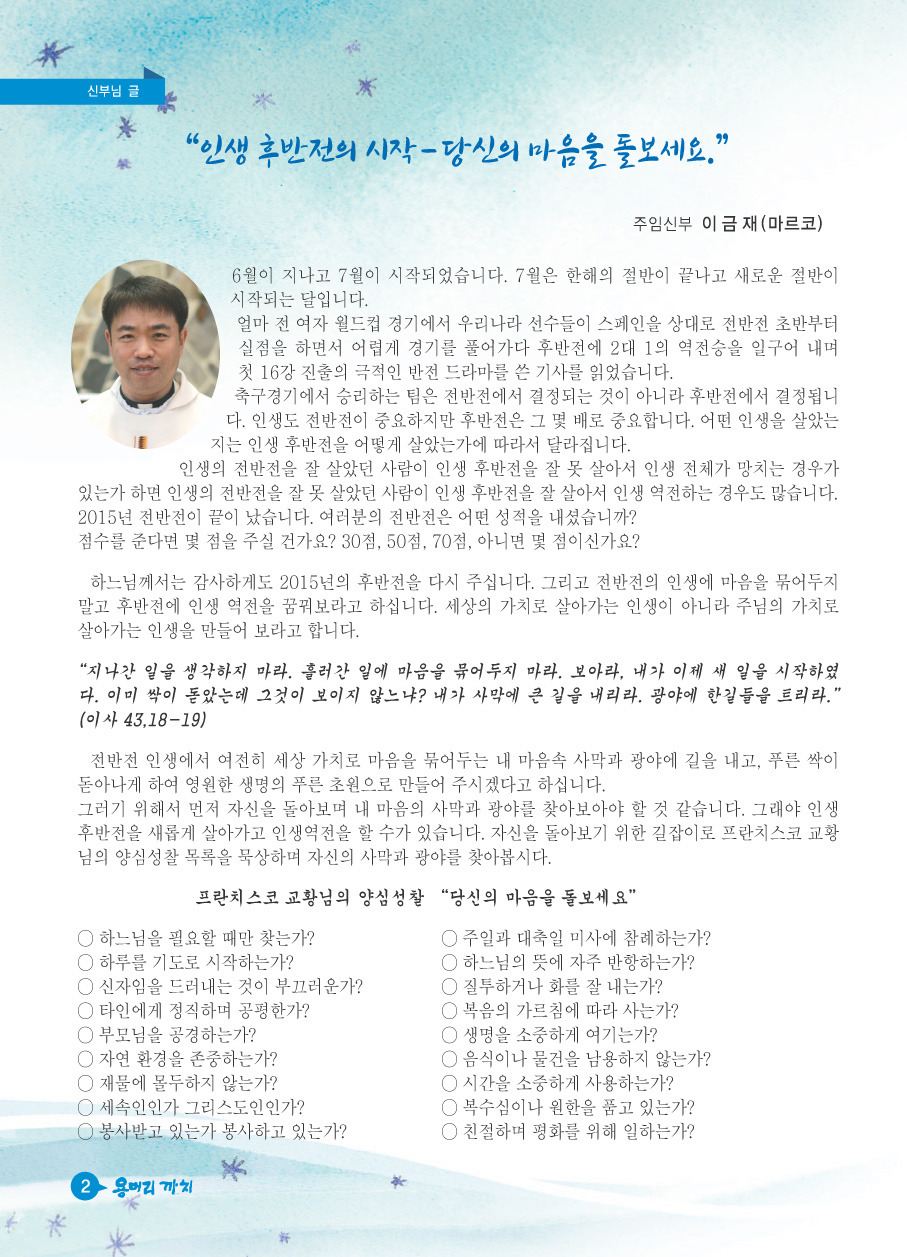 신부님 글
“인생 후반전의 시작 – 당신의 마음을 돌보세요.”
주임신부 이 금 재(마르코)
6월이 지나고 7월이 시작되었습니다. 7월은 한해의 절반이 끝나고 새로운 절반이
시작되는 달입니다.
얼마 전 여자 월드컵 경기에서 우리나라 선수들이 스페인을 상대로 전반전 초반부터
실점을 하면서 어렵게 경기를 풀어가다 후반전에 2대 1의 역전승을 일구어 내며
첫 16강 진출의 극적인 반전 드라마를 쓴 기사를 읽었습니다.
축구경기에서 승리하는 팀은 전반전에서 결정되는 것이 아니라 후반전에서 결정됩니
다. 인생도 전반전이 중요하지만 후반전은 그 몇 배로 중요합니다. 어떤 인생을 살았는
지는 인생 후반전을 어떻게 살았는가에 따라서 달라집니다.
인생의 전반전을 잘 살았던 사람이 인생 후반전을 잘 못 살아서 인생 전체가 망치는 경우가
있는가 하면 인생의 전반전을 잘 못 살았던 사람이 인생 후반전을 잘 살아서 인생 역전하는 경우도 많습니다.
2015년 전반전이 끝이 났습니다. 여러분의 전반전은 어떤 성적을 내셨습니까?
점수를 준다면 몇 점을 주실 건가요? 30점, 50점, 70점, 아니면 몇 점이신가요?
하느님께서는 감사하게도 2015년의 후반전을 다시 주십니다. 그리고 전반전의 인생에 마음을 묶어두지
말고 후반전에 인생 역전을 꿈꿔보라고 하십니다. 세상의 가치로 살아가는 인생이 아니라 주님의 가치로
살아가는 인생을 만들어 보라고 합니다.
“지나간 일을 생각하지 마라. 흘러간 일에 마음을 묶어두지 마라. 보아라, 내가 이제 새 일을 시작하였
다. 이미 싹이 돋았는데 그것이 보이지 않느냐? 내가 사막에 큰 길을 내리라. 광야에 한길들을 트리라.”
(이사 43,18-19)
전반전 인생에서 여전히 세상 가치로 마음을 묶어두는 내 마음속 사막과 광야에 길을 내고, 푸른 싹이
돋아나게 하여 영원한 생명의 푸른 초원으로 만들어 주시겠다고 하십니다.
그러기 위해서 먼저 자신을 돌아보며 내 마음의 사막과 광야를 찾아보아야 할 것 같습니다. 그래야 인생
후반전을 새롭게 살아가고 인생역전을 할 수가 있습니다. 자신을 돌아보기 위한 길잡이로 프란치스코 교황
님의 양심성찰 목록을 묵상하며 자신의 사막과 광야를 찾아봅시다.
프란치스코 교황님의 양심성찰 “당신의 마음을 돌보세요”
○ 하느님을 필요할 때만 찾는가?
○ 하루를 기도로 시작하는가?
○ 신자임을 드러내는 것이 부끄러운가?
○ 타인에게 정직하며 공평한가?
○ 부모님을 공경하는가?
○ 자연 환경을 존중하는가?
○ 재물에 몰두하지 않는가?
○ 세속인인가 그리스도인인가?
○ 봉사받고 있는가 봉사하고 있는가?
○ 주일과 대축일 미사에 참례하는가?
○ 하느님의 뜻에 자주 반항하는가?
○ 질투하거나 화를 잘 내는가?
○ 복음의 가르침에 따라 사는가?
○ 생명을 소중하게 여기는가?
○ 음식이나 물건을 남용하지 않는가?
○ 시간을 소중하게 사용하는가?
○ 복수심이나 원한을 품고 있는가?
○ 친절하며 평화를 위해 일하는가?
2 용머리 까치